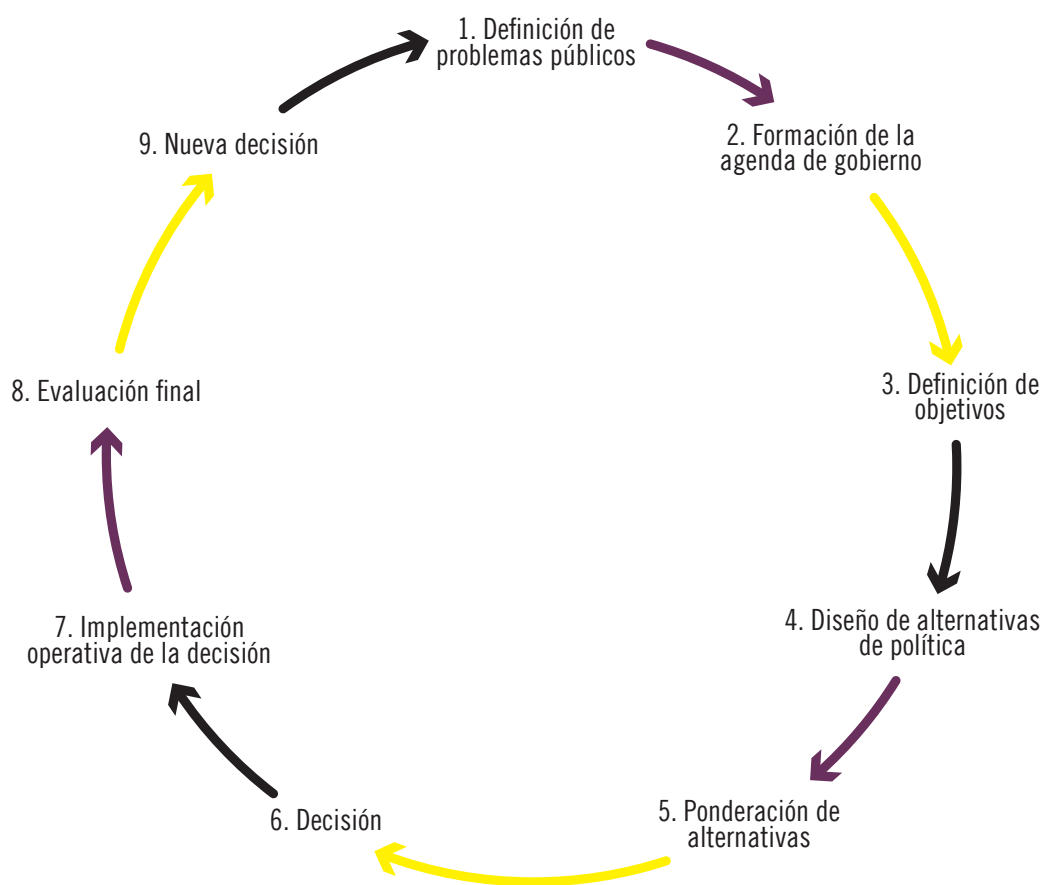 1. Definición de
problemas públicos
2. Formación de la
agenda de gobierno
3. Definición de
objetivos
4. Diseño de alternativas
de política
5. Ponderación de
alternativas
6. Decisión
7. Implementación
operativa de la decisión
8. Evaluación final
9. Nueva decisión